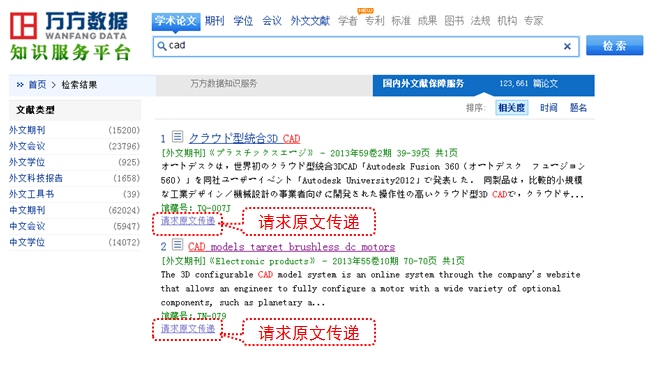 万方数据
WANFANG DATA
知识服务平台
学术论文 期刊 学位 会议 外文文献 学者 专利 标准 成果 图书 法规 机构 专家
NEW
cad
检索
首页 > 检索结果
万方数据知识服务
国内外文献保障服务 123,661 篇论文
文献类型
外文期刊 (15200)
外文会议 (23796)
外文学位 (925)
外文科技报告 (1658)
外文工具书 (39)
中文期刊 (62024)
中文会议 (5947)
中文学位 (14072)
排序: 相关度 时间 题名
1 クラウド型統合3D CAD
[外文期刊]《プラスチックスエージ》 - 2013年59卷2期 39-39页 共1页
オートデスクは,世界初のクラウド型統合3DCAD「Autodesk Fusion 360（オートデスク フュージョン
560）」を同社ユーザーイベント「Autodesk University2012」で発表した. 同製品は,比較的小規模
な工業デザイン／機械設計の事業者向けに開発された操作性の高いクラウド型3D CADで,クラウドサ...
馆藏号: TQ-007J
请求原文传递
请求原文传递
2 CAD models target brushless dc motors
[外文期刊]《Electronic products》 - 2013年55卷10期 70-70页 共1页
The 3D configurable CAD model system is an online system through the company's website
that allows an engineer to fully configure a motor with a wide variety of optional
components, such as planetary a...
馆藏号: TN-079
请求原文传递
请求原文传递